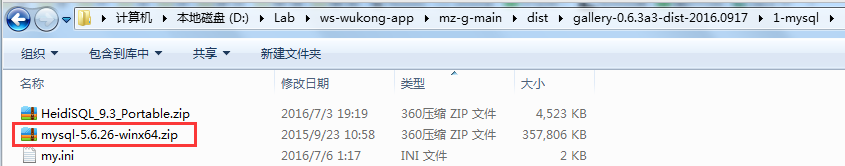 计算机 ▸ 本地磁盘 (D:) ▸ Lab ▸ ws-wukong-app ▸ mz-g-main ▸ dist ▸ gallery-0.6.3a3-dist-2016.0917 ▸ 1-mysql ▸
组织 包含到库中 共享 新建文件夹
名称 修改日期 类型 大小
HeidiSQL_9.3_Portable.zip 2016/7/3 19:19 360压缩 ZIP 文件 4,523 KB
mysql-5.6.26-winx64.zip 2015/9/23 10:58 360压缩 ZIP 文件 357,806 KB
my.ini 2016/7/6 1:17 INI 文件 2 KB